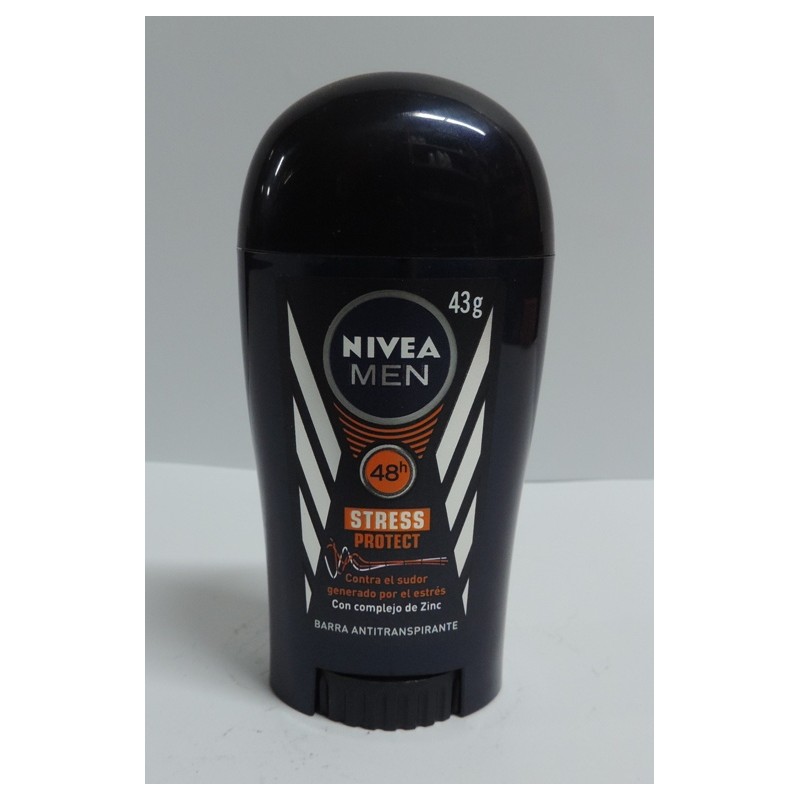 43g
NIVEA
MEN
48h
STRESS
PROTECT
Contra el sudor
generado por el estrés
Con complejo de Zinc
BARRA ANTITRANSPIRANTE